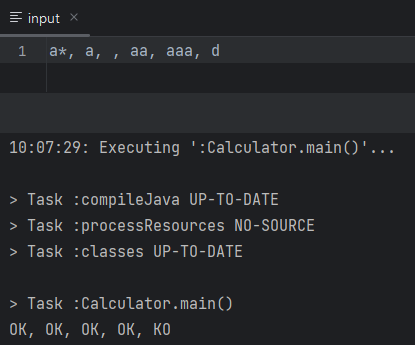 input ×
1 a*, a, , aa, aaa, d
10:07:29: Executing ':Calculator.main()'...
> Task :compileJava UP-TO-DATE
> Task :processResources NO-SOURCE
> Task :classes UP-TO-DATE
> Task :Calculator.main()
OK, OK, OK, OK, KO